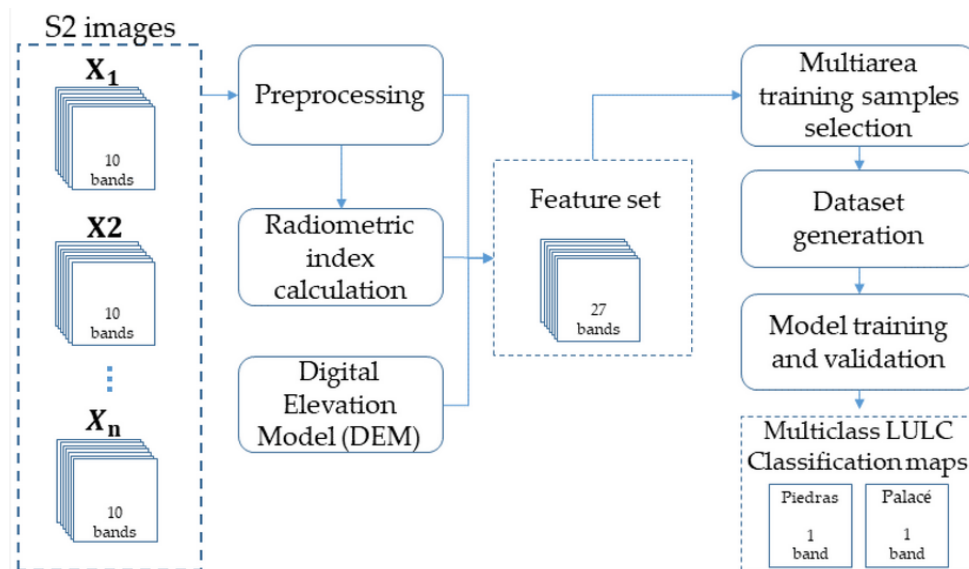 S2 images
X1
10
bands
X2
10
bands
Xn
10
bands
Preprocessing
Radiometric
index
calculation
Digital
Elevation
Model (DEM)
Feature set
27
bands
Multiarea
training samples
selection
Dataset
generation
Model training
and validation
Multiclass LULC
Classification maps
Piedras
1
band
Palacé
1
band